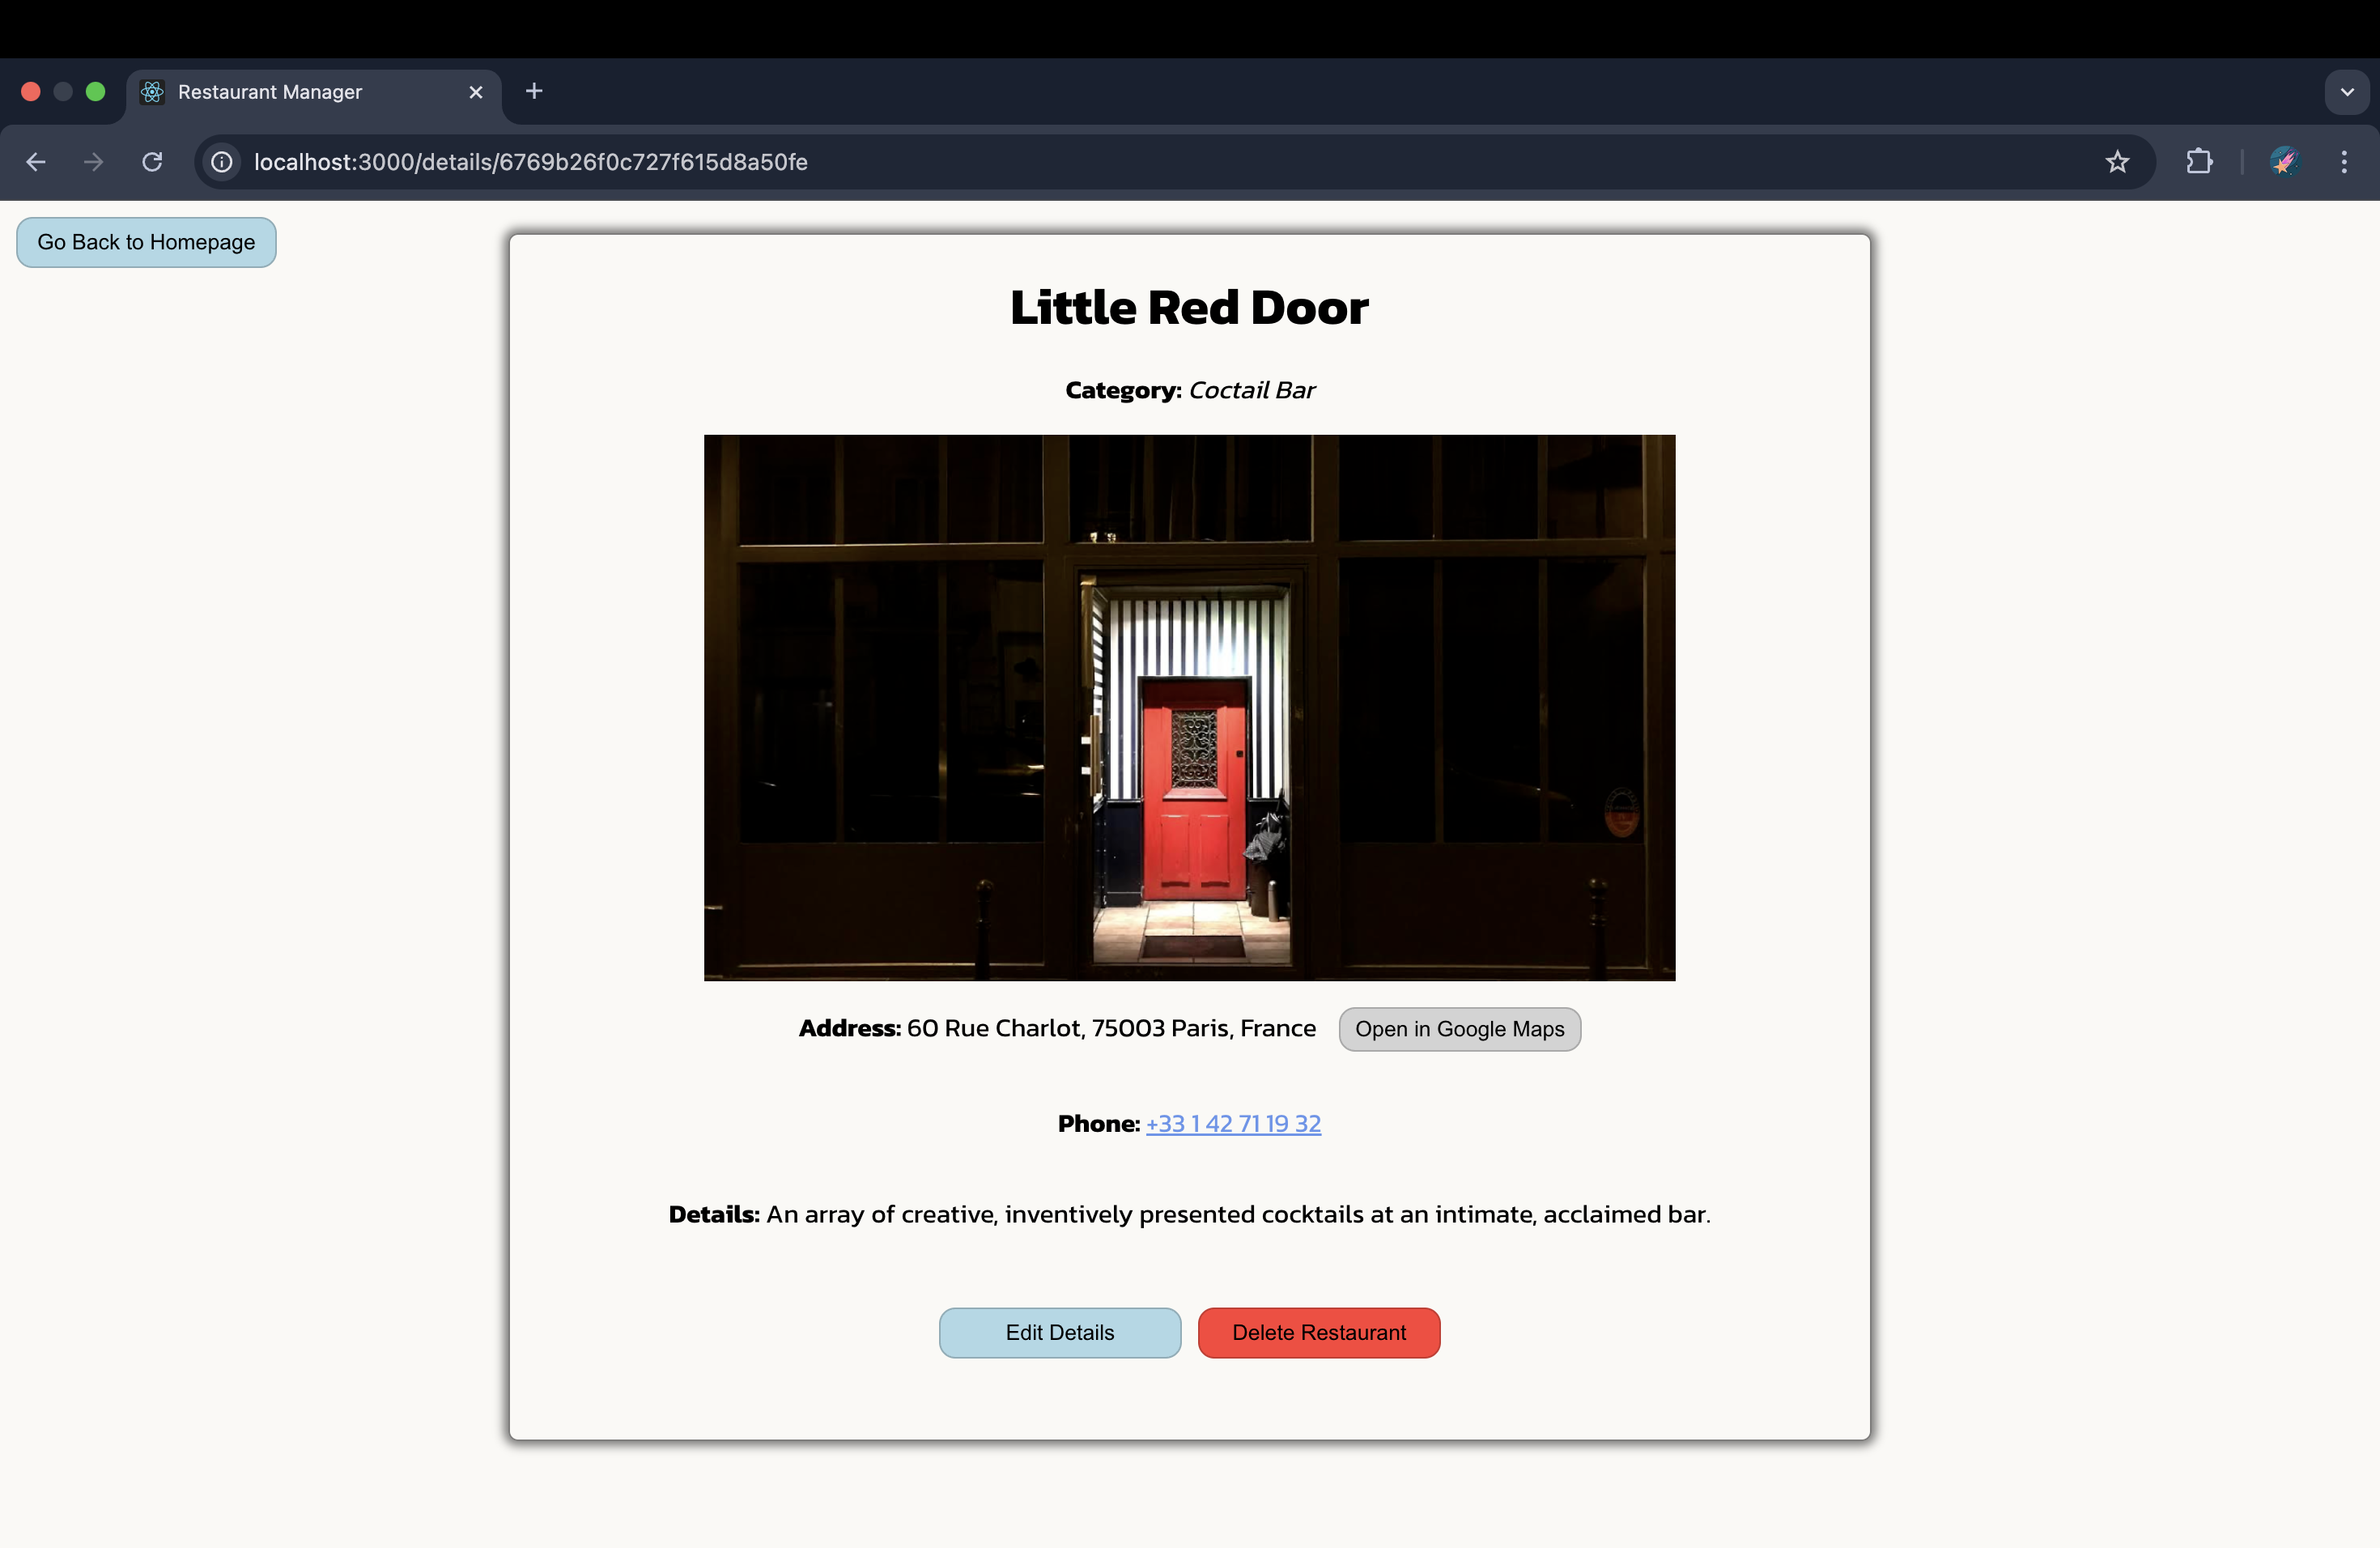 Restaurant Manager
localhost:3000/details/6769b26f0c727f615d8a50fe
Go Back to Homepage
Little Red Door
Category: Coctail Bar
Address: 60 Rue Charlot, 75003 Paris, France Open in Google Maps
Phone: +33 1 42 71 19 32
Details: An array of creative, inventively presented cocktails at an intimate, acclaimed bar.
Edit Details Delete Restaurant